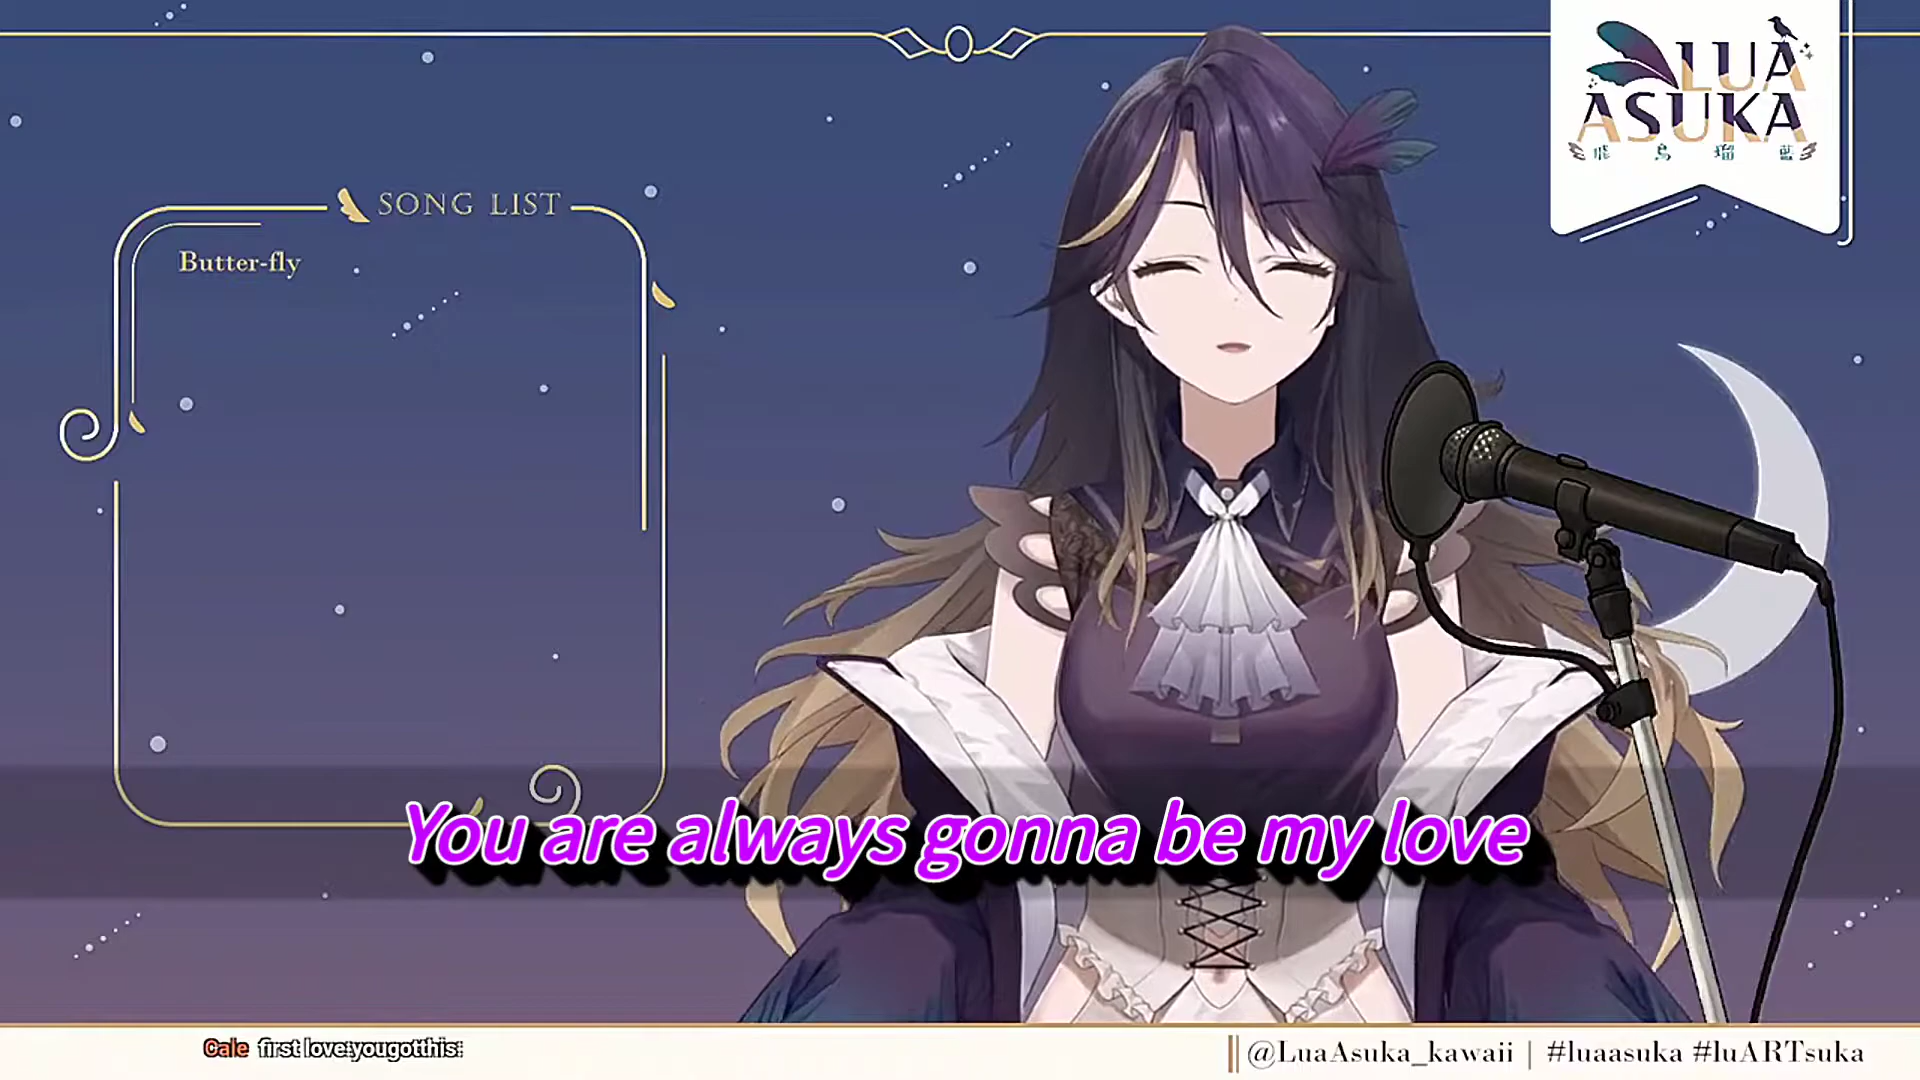 LUA
ASUKA
飛鳥瑠藍
SONG LIST
Butter-fly
You are always gonna be my love
Cale first love:yougotthis:
@LuaAsuka_kawaii | #luaasuka #luARTsuka